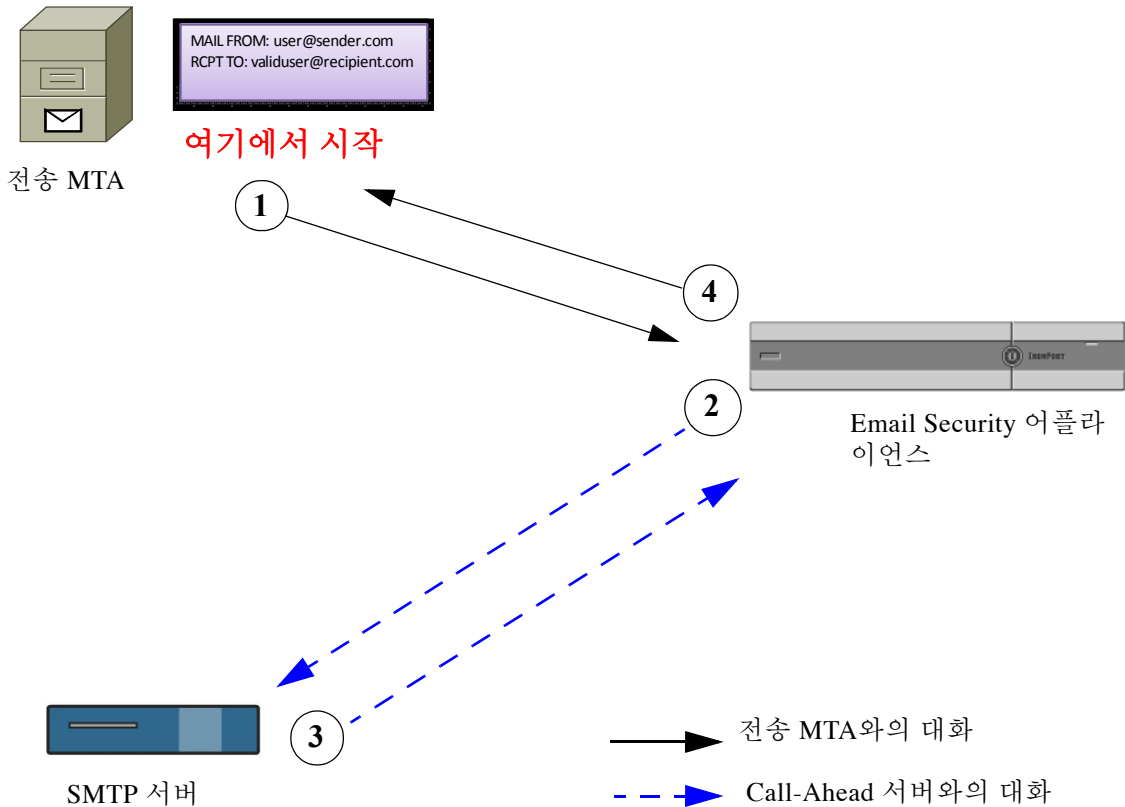 MAIL FROM: user@sender.com
RCPT TO: validuser@recipient.com
여기에서 시작
전송 MTA
1
4
IRONPORT
2
Email Security 어플라
이언스
3
SMTP 서버
전송 MTA와의 대화
Call-Ahead 서버와의 대화